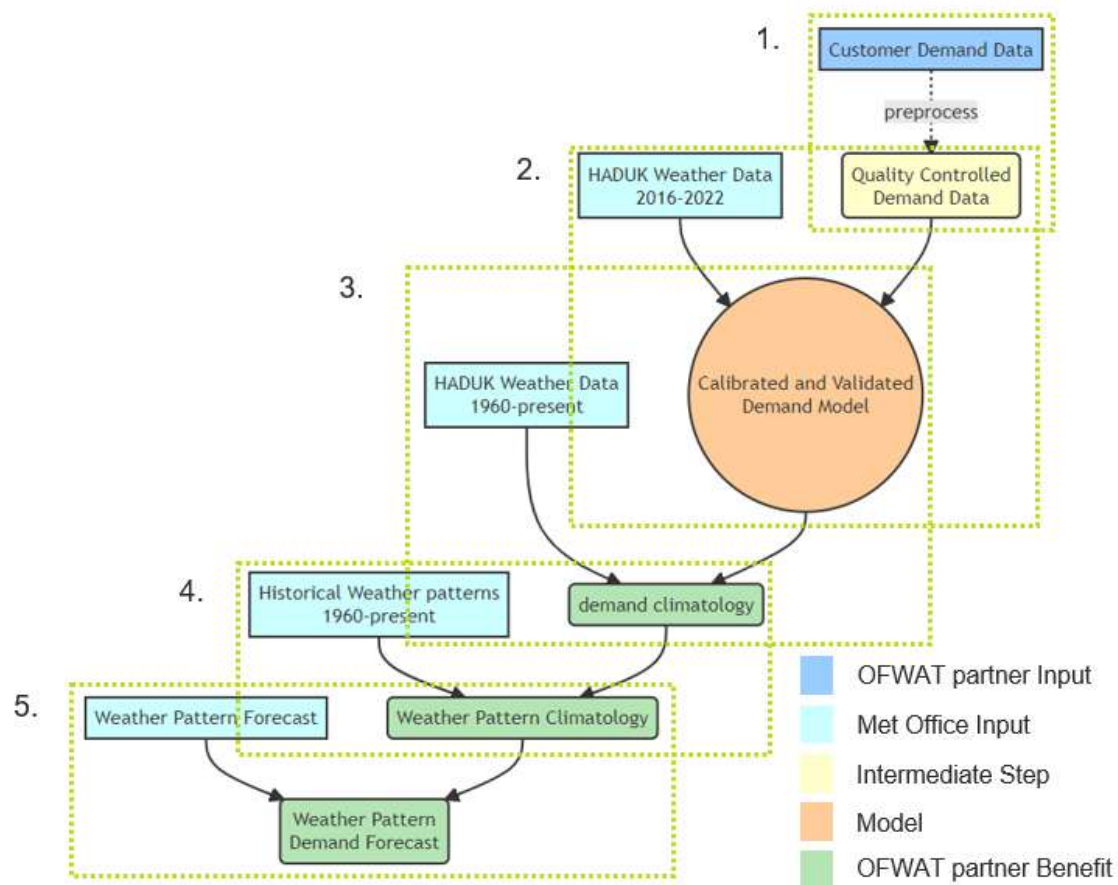 1.
Customer Demand Data
preprocess
2.
HADUK Weather Data
2016-2022
Quality Controlled
Demand Data
3.
HADUK Weather Data
1960-present
Calibrated and Validated
Demand Model
4.
Historical Weather patterns
1960-present
demand climatology
5.
Weather Pattern Forecast
Weather Pattern Climatology
Weather Pattern
Demand Forecast
OFWAT partner Input
Met Office Input
Intermediate Step
Model
OFWAT partner Benefit